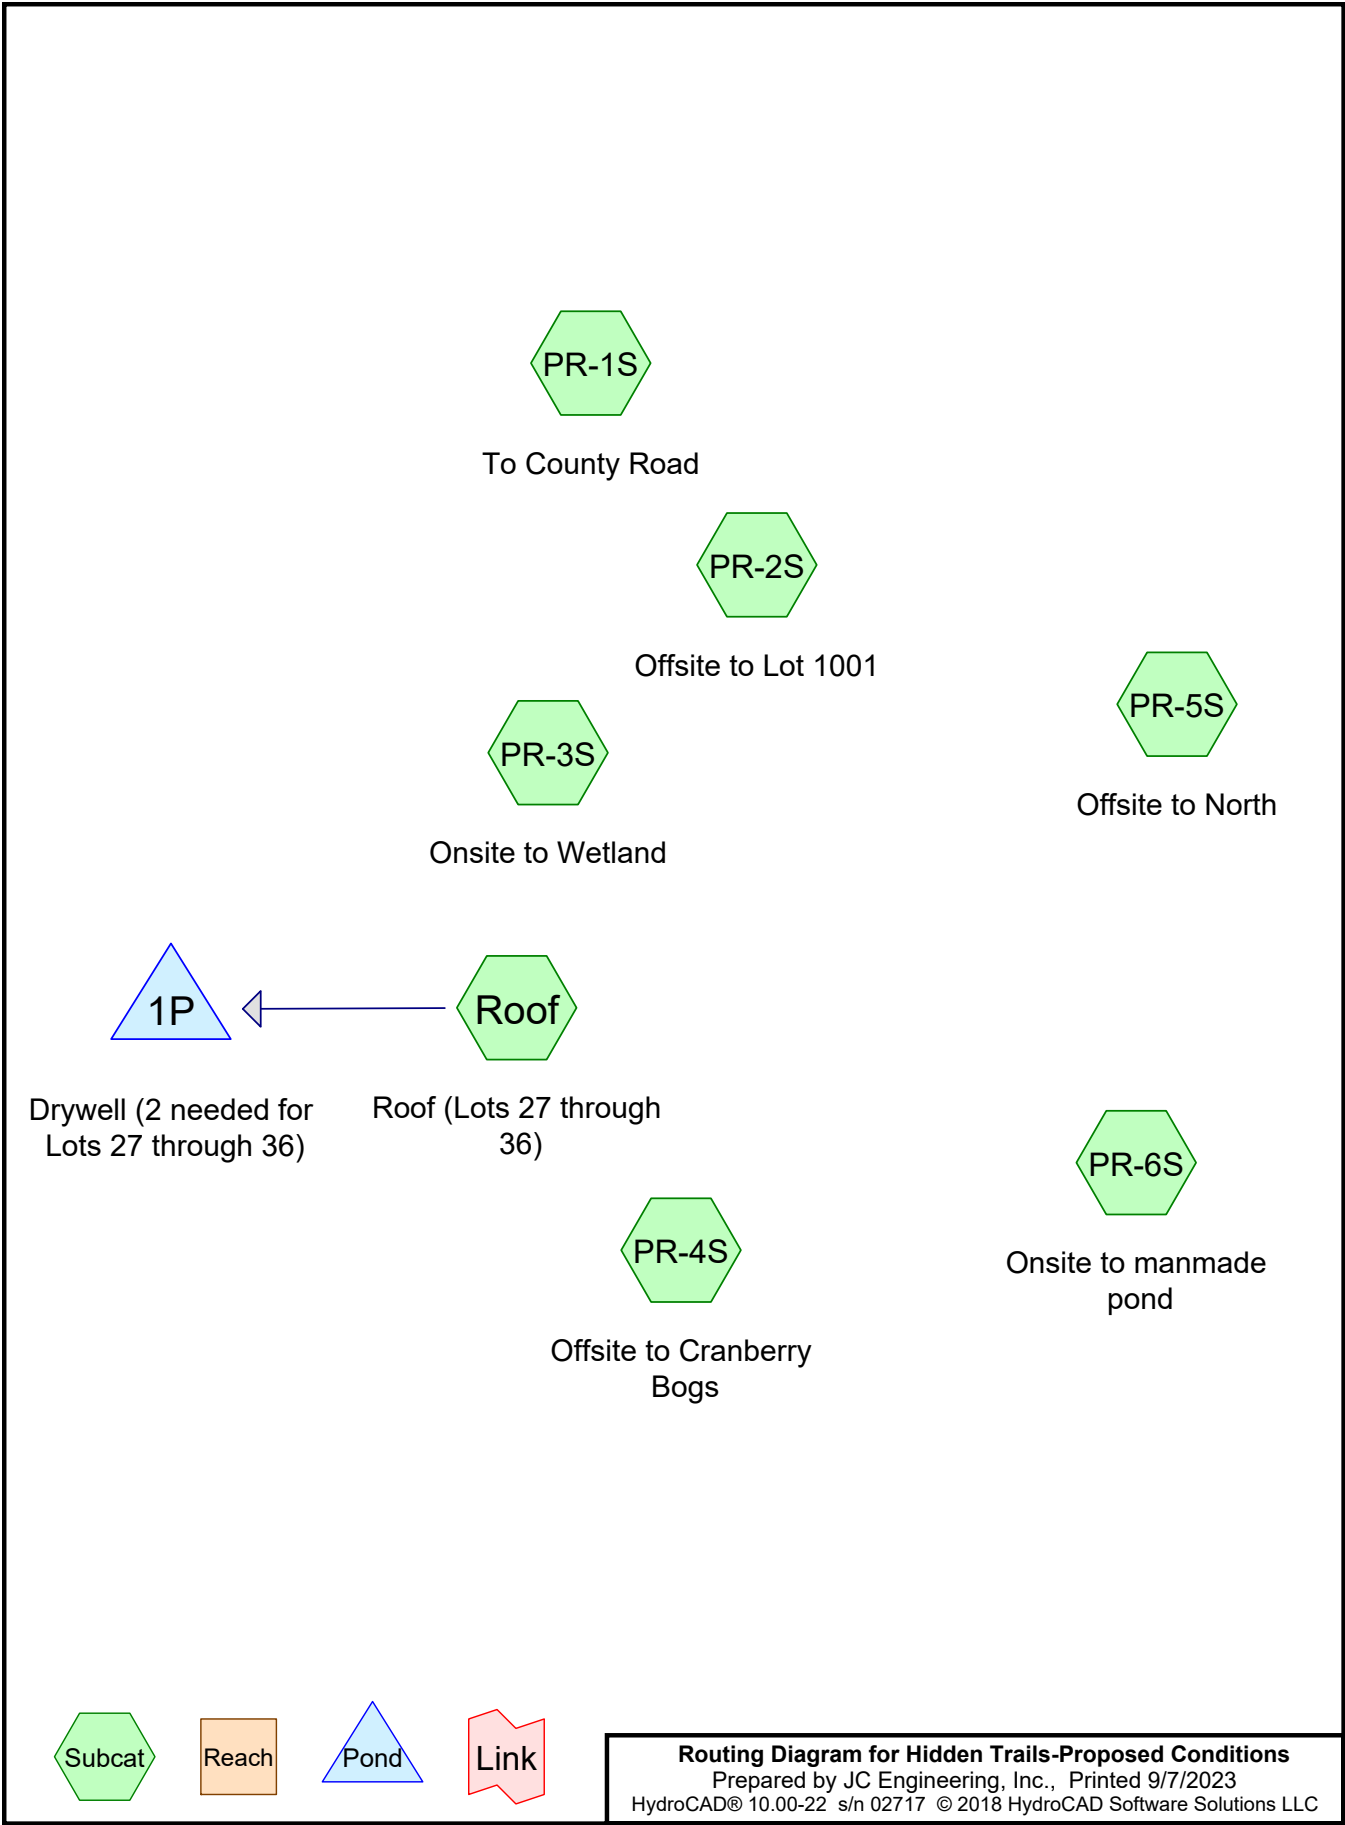 PR-1S
To County Road
PR-2S
Offsite to Lot 1001
PR-5S
Offsite to North
PR-3S
Onsite to Wetland
1P
Drywell (2 needed for
Lots 27 through 36)
Roof
Roof (Lots 27 through
36)
PR-6S
Onsite to manmade
pond
PR-4S
Offsite to Cranberry
Bogs
Subcat
Reach
Pond
Link
Routing Diagram for Hidden Trails-Proposed Conditions
Prepared by JC Engineering, Inc., Printed 9/7/2023
HydroCAD® 10.00-22 s/n 02717 © 2018 HydroCAD Software Solutions LLC